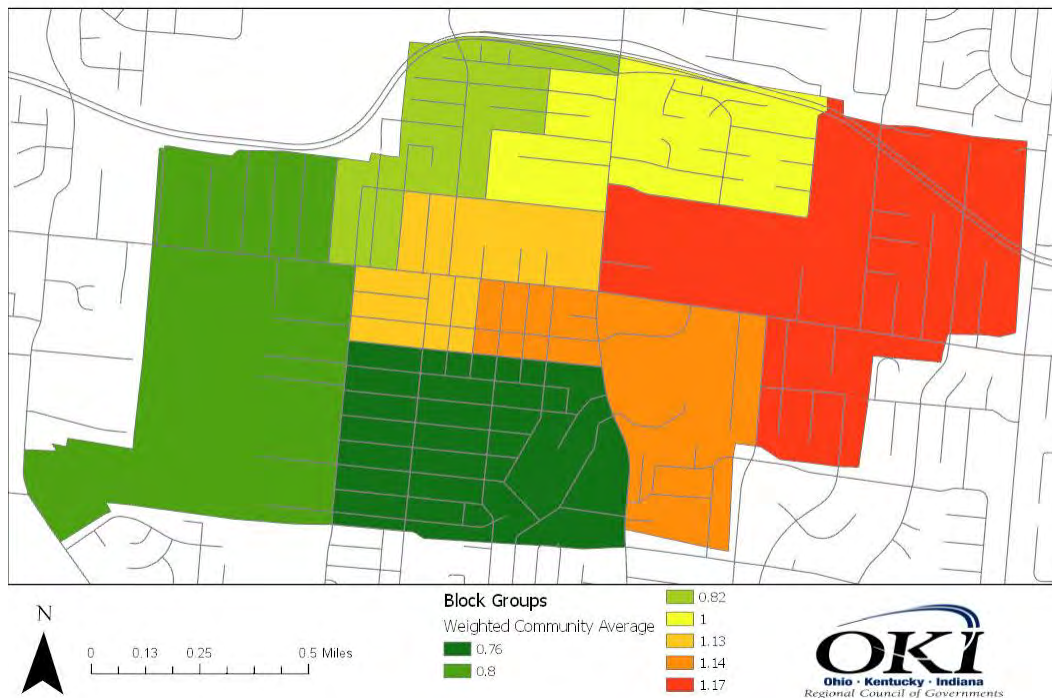 N
0 0.13 0.25 0.5 Miles
Block Groups
Weighted Community Average
0.76
0.8
0.82
1
1.13
1.14
1.17
OKI
Ohio · Kentucky · Indiana
Regional Council of Governments